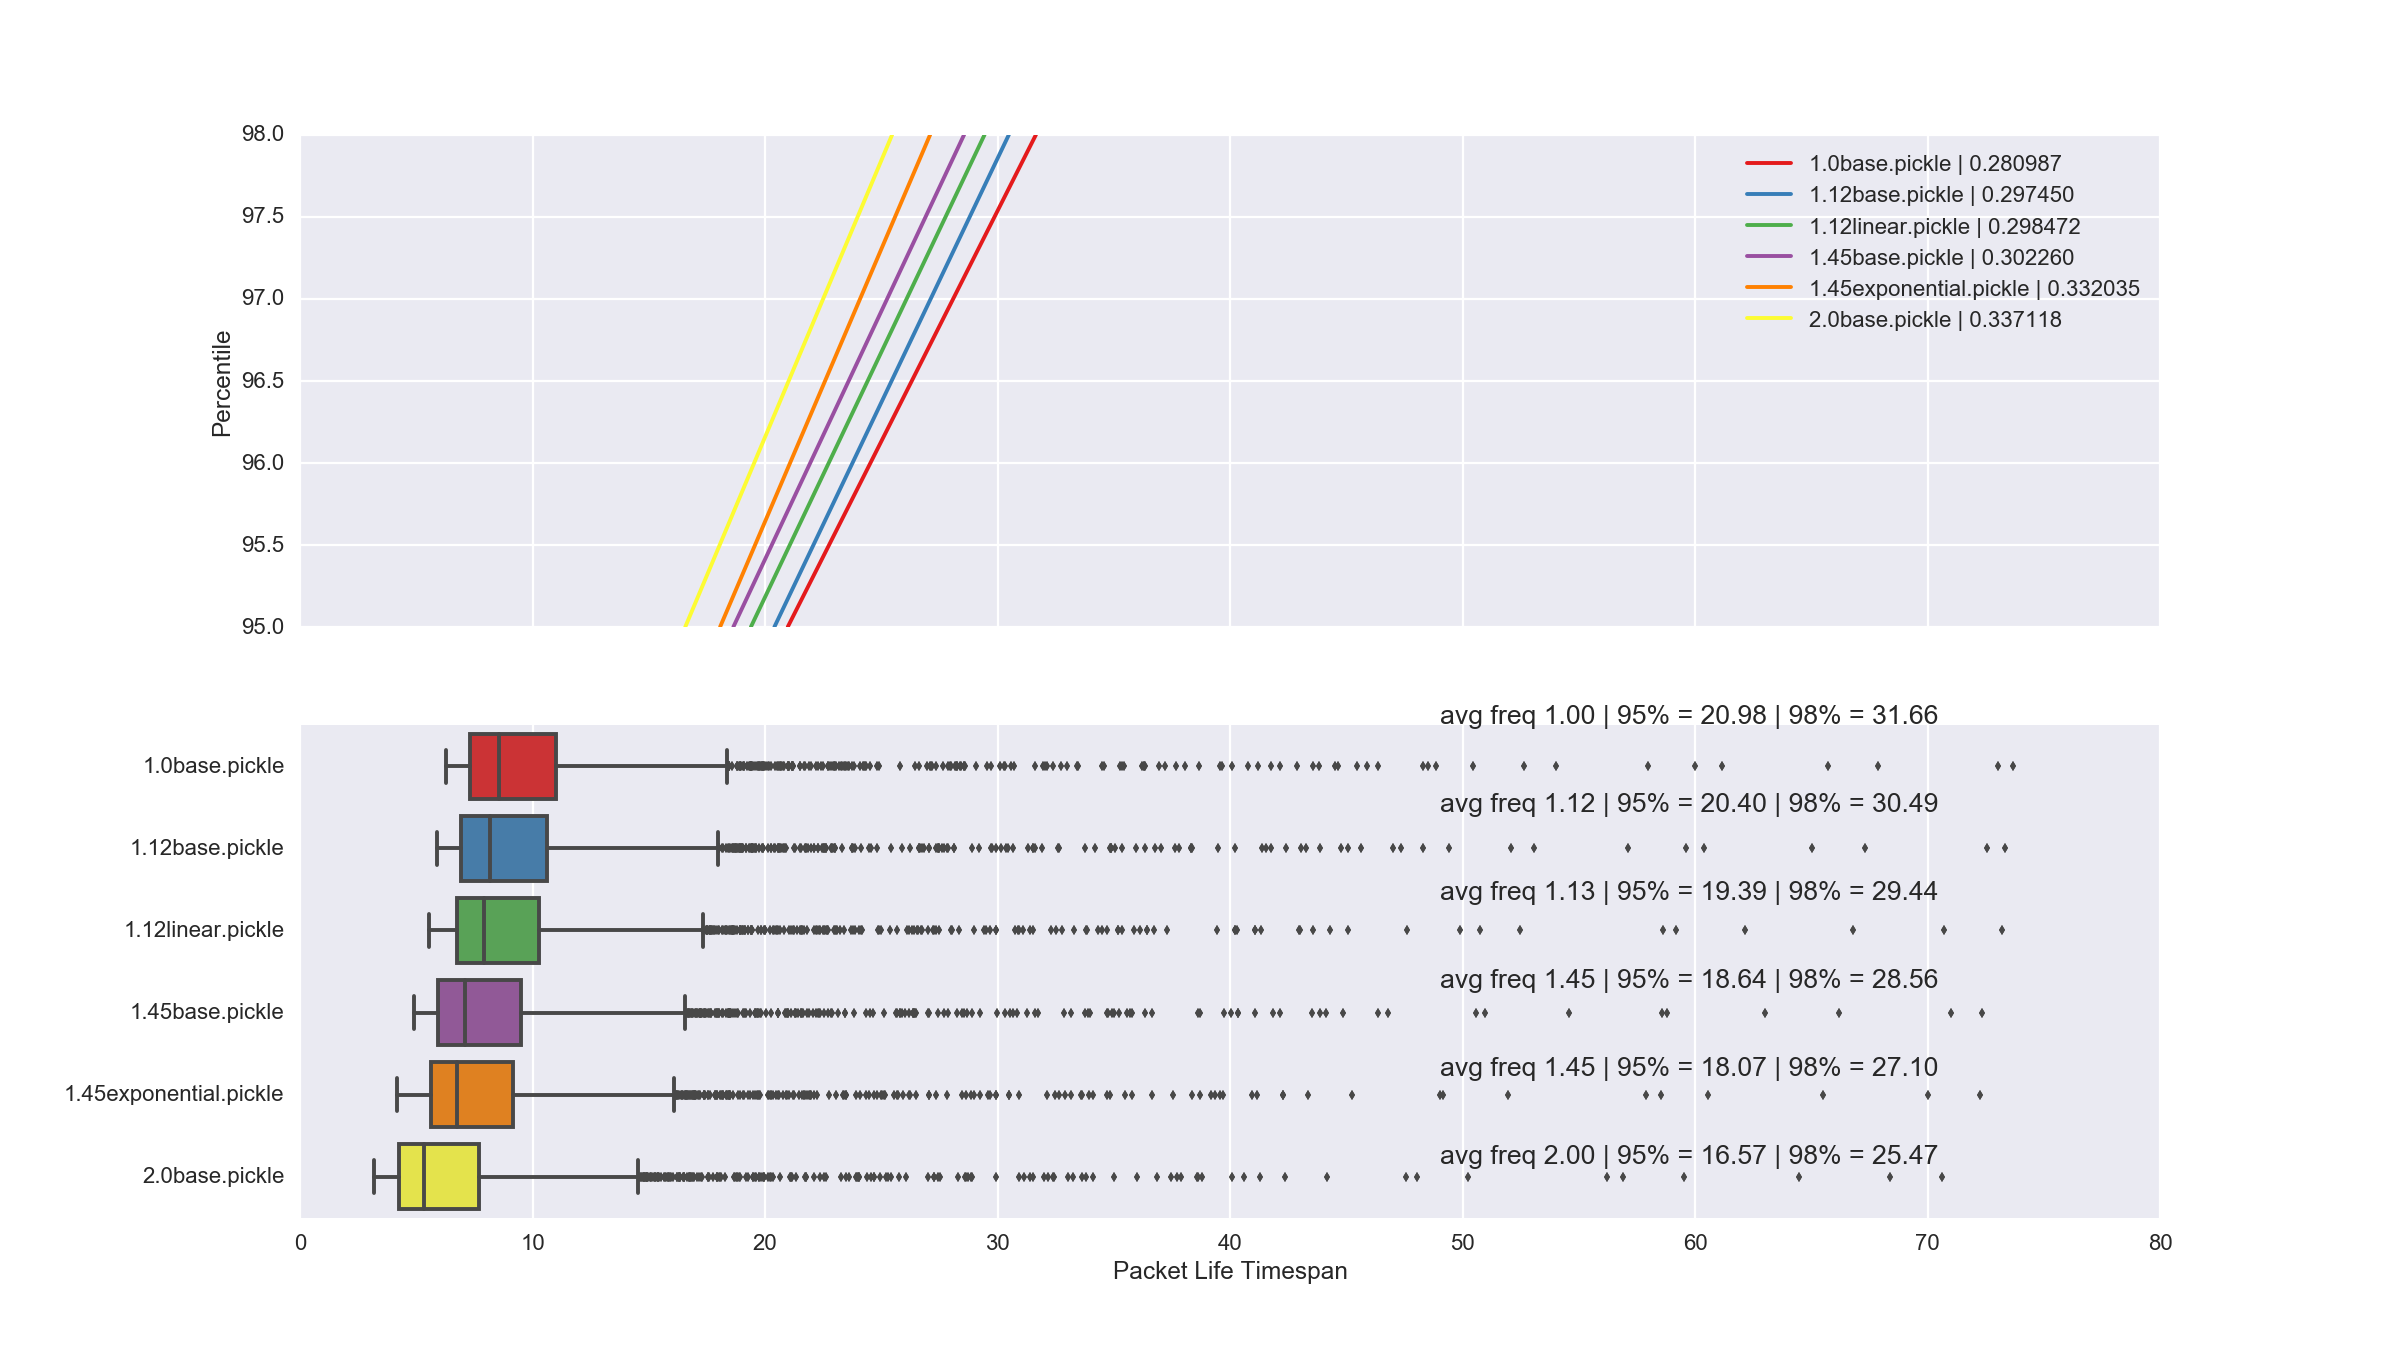 98.0
97.5
97.0
96.5
96.0
95.5
95.0
Percentile
1.0base.pickle | 0.280987
1.12base.pickle | 0.297450
1.12linear.pickle | 0.298472
1.45base.pickle | 0.302260
1.45exponential.pickle | 0.332035
2.0base.pickle | 0.337118
avg freq 1.00 | 95% = 20.98 | 98% = 31.66
1.0base.pickle
avg freq 1.12 | 95% = 20.40 | 98% = 30.49
1.12base.pickle
avg freq 1.13 | 95% = 19.39 | 98% = 29.44
1.12linear.pickle
avg freq 1.45 | 95% = 18.64 | 98% = 28.56
1.45base.pickle
avg freq 1.45 | 95% = 18.07 | 98% = 27.10
1.45exponential.pickle
avg freq 2.00 | 95% = 16.57 | 98% = 25.47
2.0base.pickle
0 10 20 30 40 50 60 70 80
Packet Life Timespan